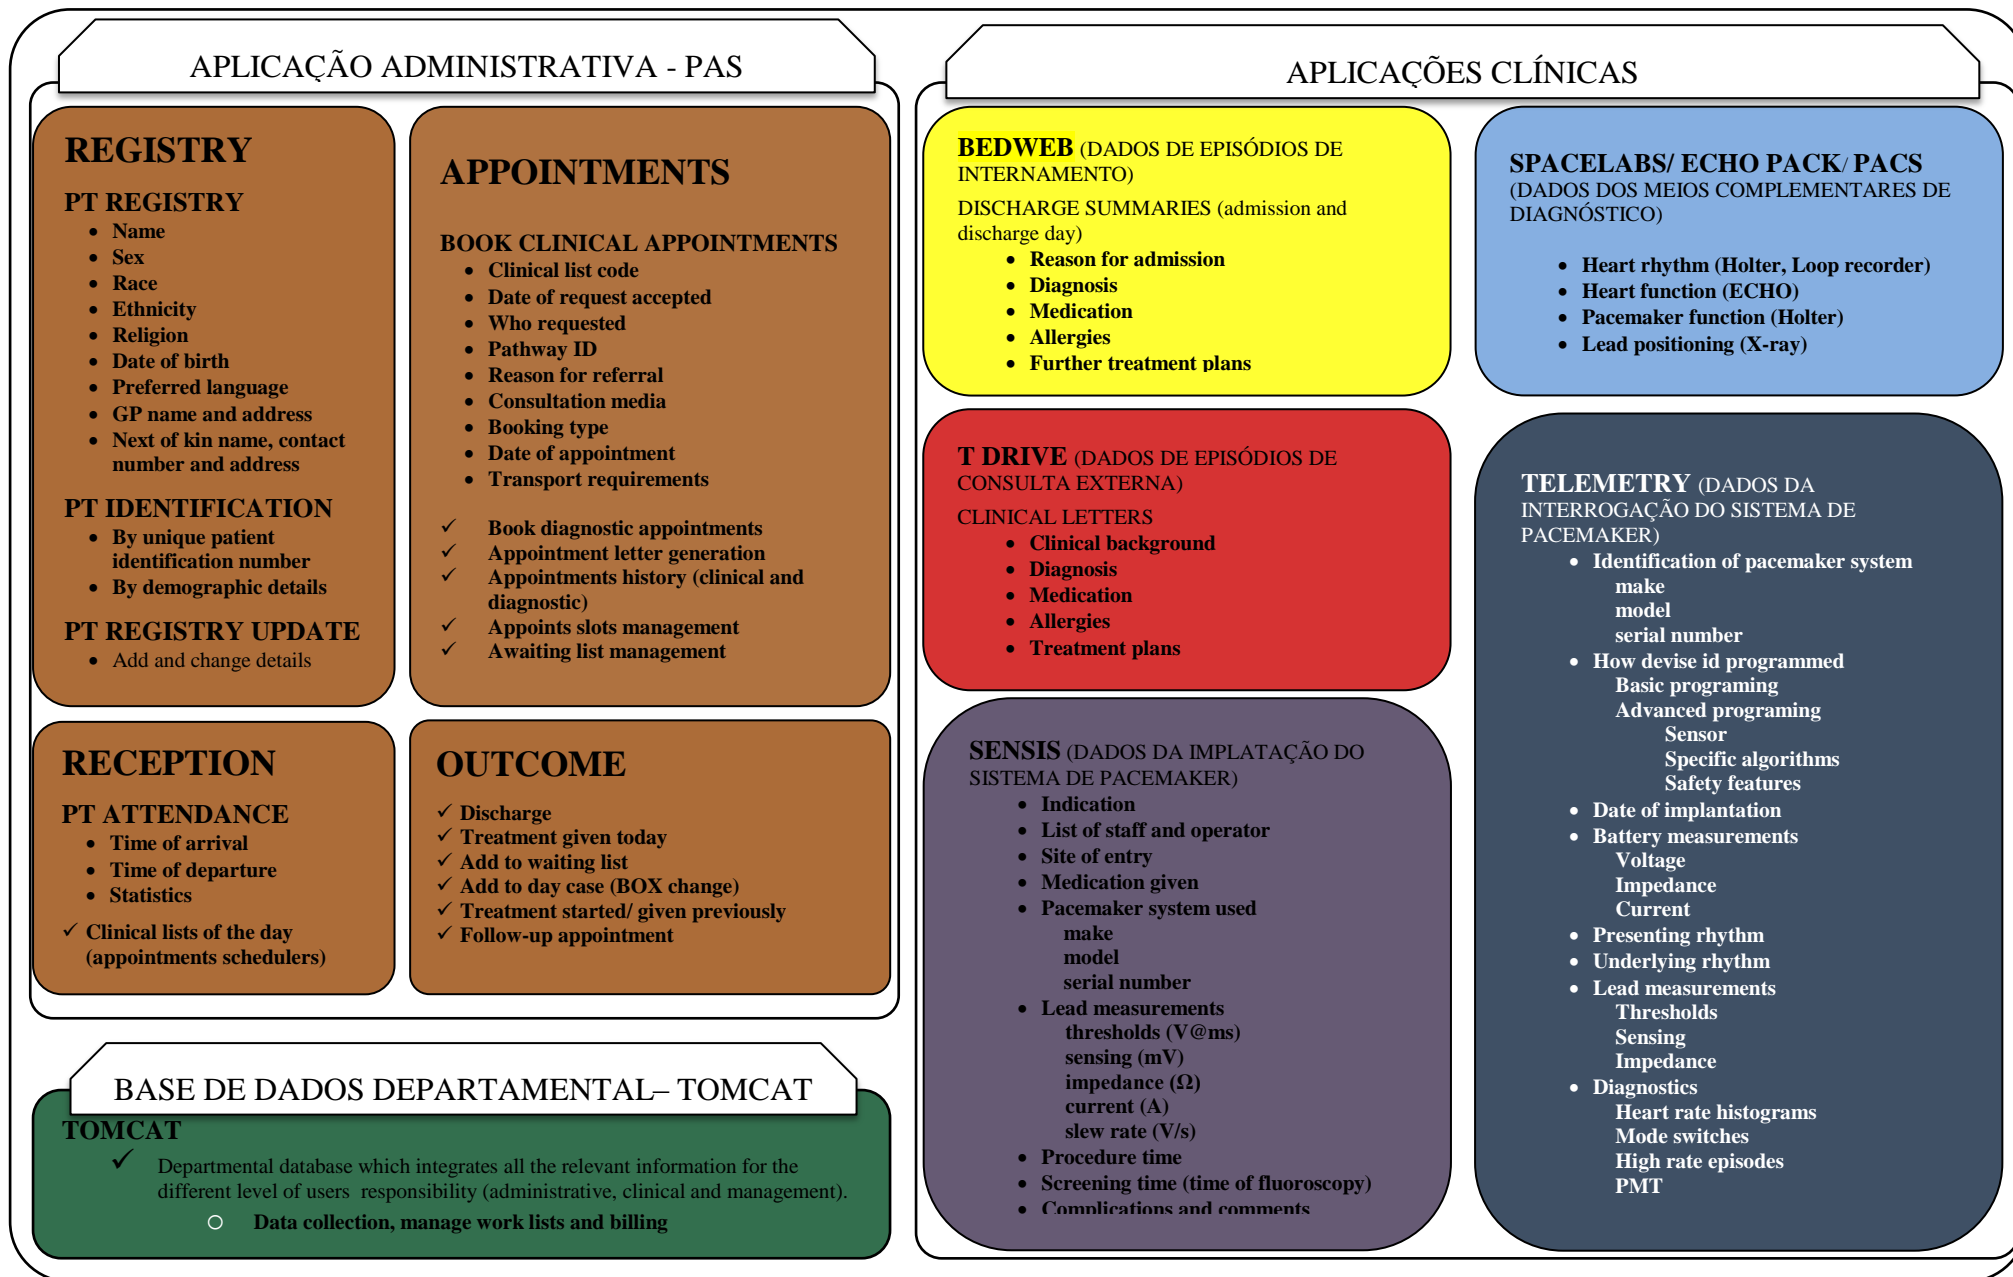 APLICAÇÃO ADMINISTRATIVA - PAS
REGISTRY
PT REGISTRY
• Name
• Sex
• Race
• Ethnicity
• Religion
• Date of birth
• Preferred language
• GP name and address
• Next of kin name, contact
number and address
PT IDENTIFICATION
• By unique patient
identification number
• By demographic details
PT REGISTRY UPDATE
• Add and change details
APPOINTMENTS
BOOK CLINICAL APPOINTMENTS
• Clinical list code
• Date of request accepted
• Who requested
• Pathway ID
• Reason for referral
• Consultation media
• Booking type
• Date of appointment
• Transport requirements
✓ Book diagnostic appointments
✓ Appointment letter generation
✓ Appointments history (clinical and
diagnostic)
✓ Appoints slots management
✓ Awaiting list management
RECEPTION
PT ATTENDANCE
• Time of arrival
• Time of departure
• Statistics
✓ Clinical lists of the day
(appointments schedulers)
OUTCOME
✓ Discharge
✓ Treatment given today
✓ Add to waiting list
✓ Add to day case (BOX change)
✓ Treatment started/ given previously
✓ Follow-up appointment
BASE DE DADOS DEPARTAMENTAL– TOMCAT
TOMCAT
✓ Departmental database which integrates all the relevant information for the
different level of users responsibility (administrative, clinical and management).
○ Data collection, manage work lists and billing
APLICAÇÕES CLÍNICAS
BEDWEB (DADOS DE EPISÓDIOS DE
INTERNAMENTO)
DISCHARGE SUMMARIES (admission and
discharge day)
• Reason for admission
• Diagnosis
• Medication
• Allergies
• Further treatment plans
T DRIVE (DADOS DE EPISÓDIOS DE
CONSULTA EXTERNA)
CLINICAL LETTERS
• Clinical background
• Diagnosis
• Medication
• Allergies
• Treatment plans
SENSIS (DADOS DA IMPLATAÇÃO DO
SISTEMA DE PACEMAKER)
• Indication
• List of staff and operator
• Site of entry
• Medication given
• Pacemaker system used
make
model
serial number
• Lead measurements
thresholds (V@ms)
sensing (mV)
impedance (Ω)
current (A)
slew rate (V/s)
• Procedure time
• Screening time (time of fluoroscopy)
• Complications and comments
SPACELABS/ ECHO PACK/ PACS
(DADOS DOS MEIOS COMPLEMENTARES DE
DIAGNÓSTICO)
• Heart rhythm (Holter, Loop recorder)
• Heart function (ECHO)
• Pacemaker function (Holter)
• Lead positioning (X-ray)
TELEMETRY (DADOS DA
INTERROGAÇÃO DO SISTEMA DE
PACEMAKER)
• Identification of pacemaker system
make
model
serial number
• How devise id programmed
Basic programing
Advanced programing
Sensor
Specific algorithms
Safety features
• Date of implantation
• Battery measurements
Voltage
Impedance
Current
• Presenting rhythm
• Underlying rhythm
• Lead measurements
Thresholds
Sensing
Impedance
• Diagnostics
Heart rate histograms
Mode switches
High rate episodes
PMT